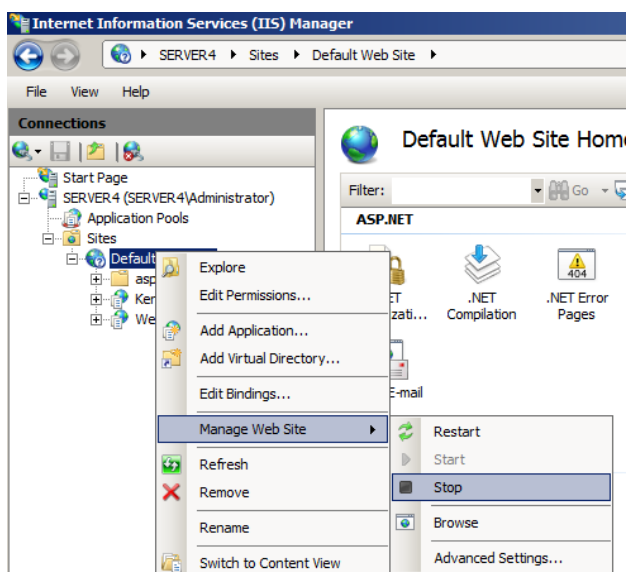 Internet Information Services (IIS) Manager
SERVER4 Sites Default Web Site
File View Help
Connections
Start Page
SERVER4 (SERVER4\Administrator)
Application Pools
Sites
Default
asp
Ker
We
Default Web Site Hom
Filter: Go
ASP.NET
ET
zati...
.NET
Compilation
404
.NET Error
Pages
E-mail
Explore
Edit Permissions...
Add Application...
Add Virtual Directory...
Edit Bindings...
Manage Web Site
Refresh
Remove
Rename
Switch to Content View
Restart
Start
Stop
Browse
Advanced Settings...